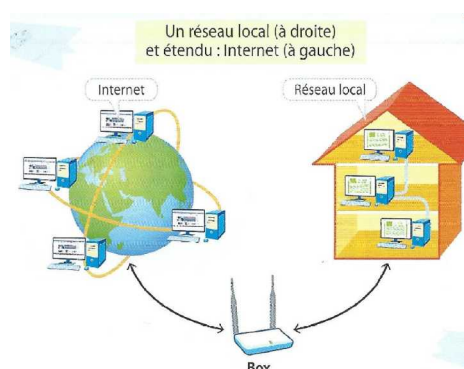 Un réseau local (à droite)
et étendu : Internet (à gauche)
Internet
Réseau local
Box